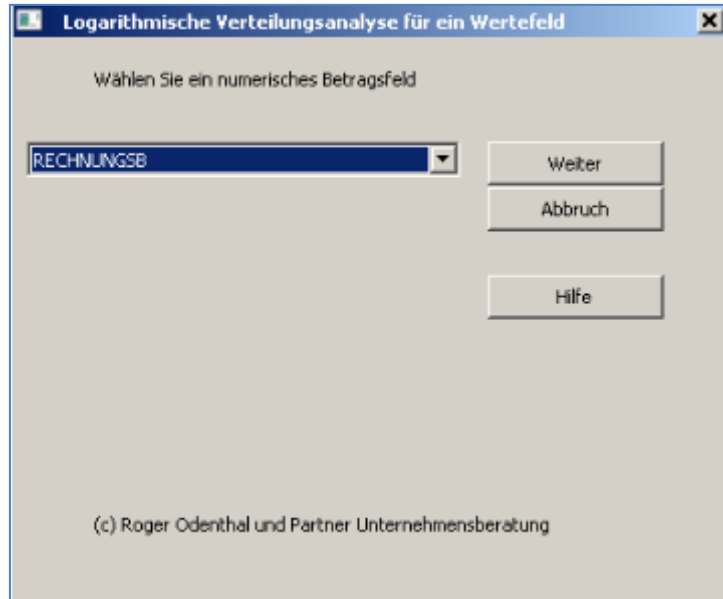 Logarithmische Verteilungsanalyse für ein Wertefeld
Wählen Sie ein numerisches Betragsfeld
RECHNUNGSB
Weiter
Abbruch
Hilfe
(c) Roger Odenthal und Partner Unternehmensberatung